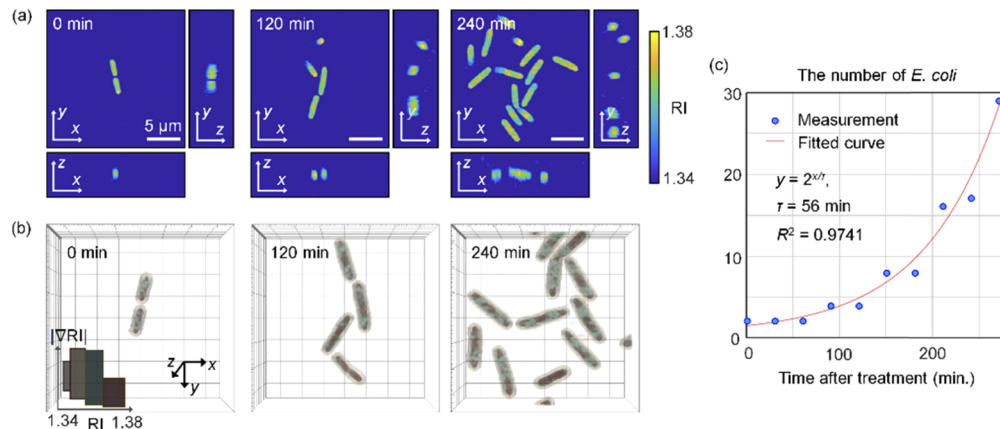 (a)
0 min
120 min
240 min
y
x
5 μm
y
z
z
x
y
x
y
z
z
x
y
x
y
z
z
x
1.38
RI
1.34
(b)
0 min
120 min
240 min
|∇RI|
1.34
RI
1.38
z
x
y
(c)
The number of E. coli
30
20
10
0
Measurement
Fitted curve
y = 2^{x/τ},
τ = 56 min
R² = 0.9741
0
100
200
Time after treatment (min.)